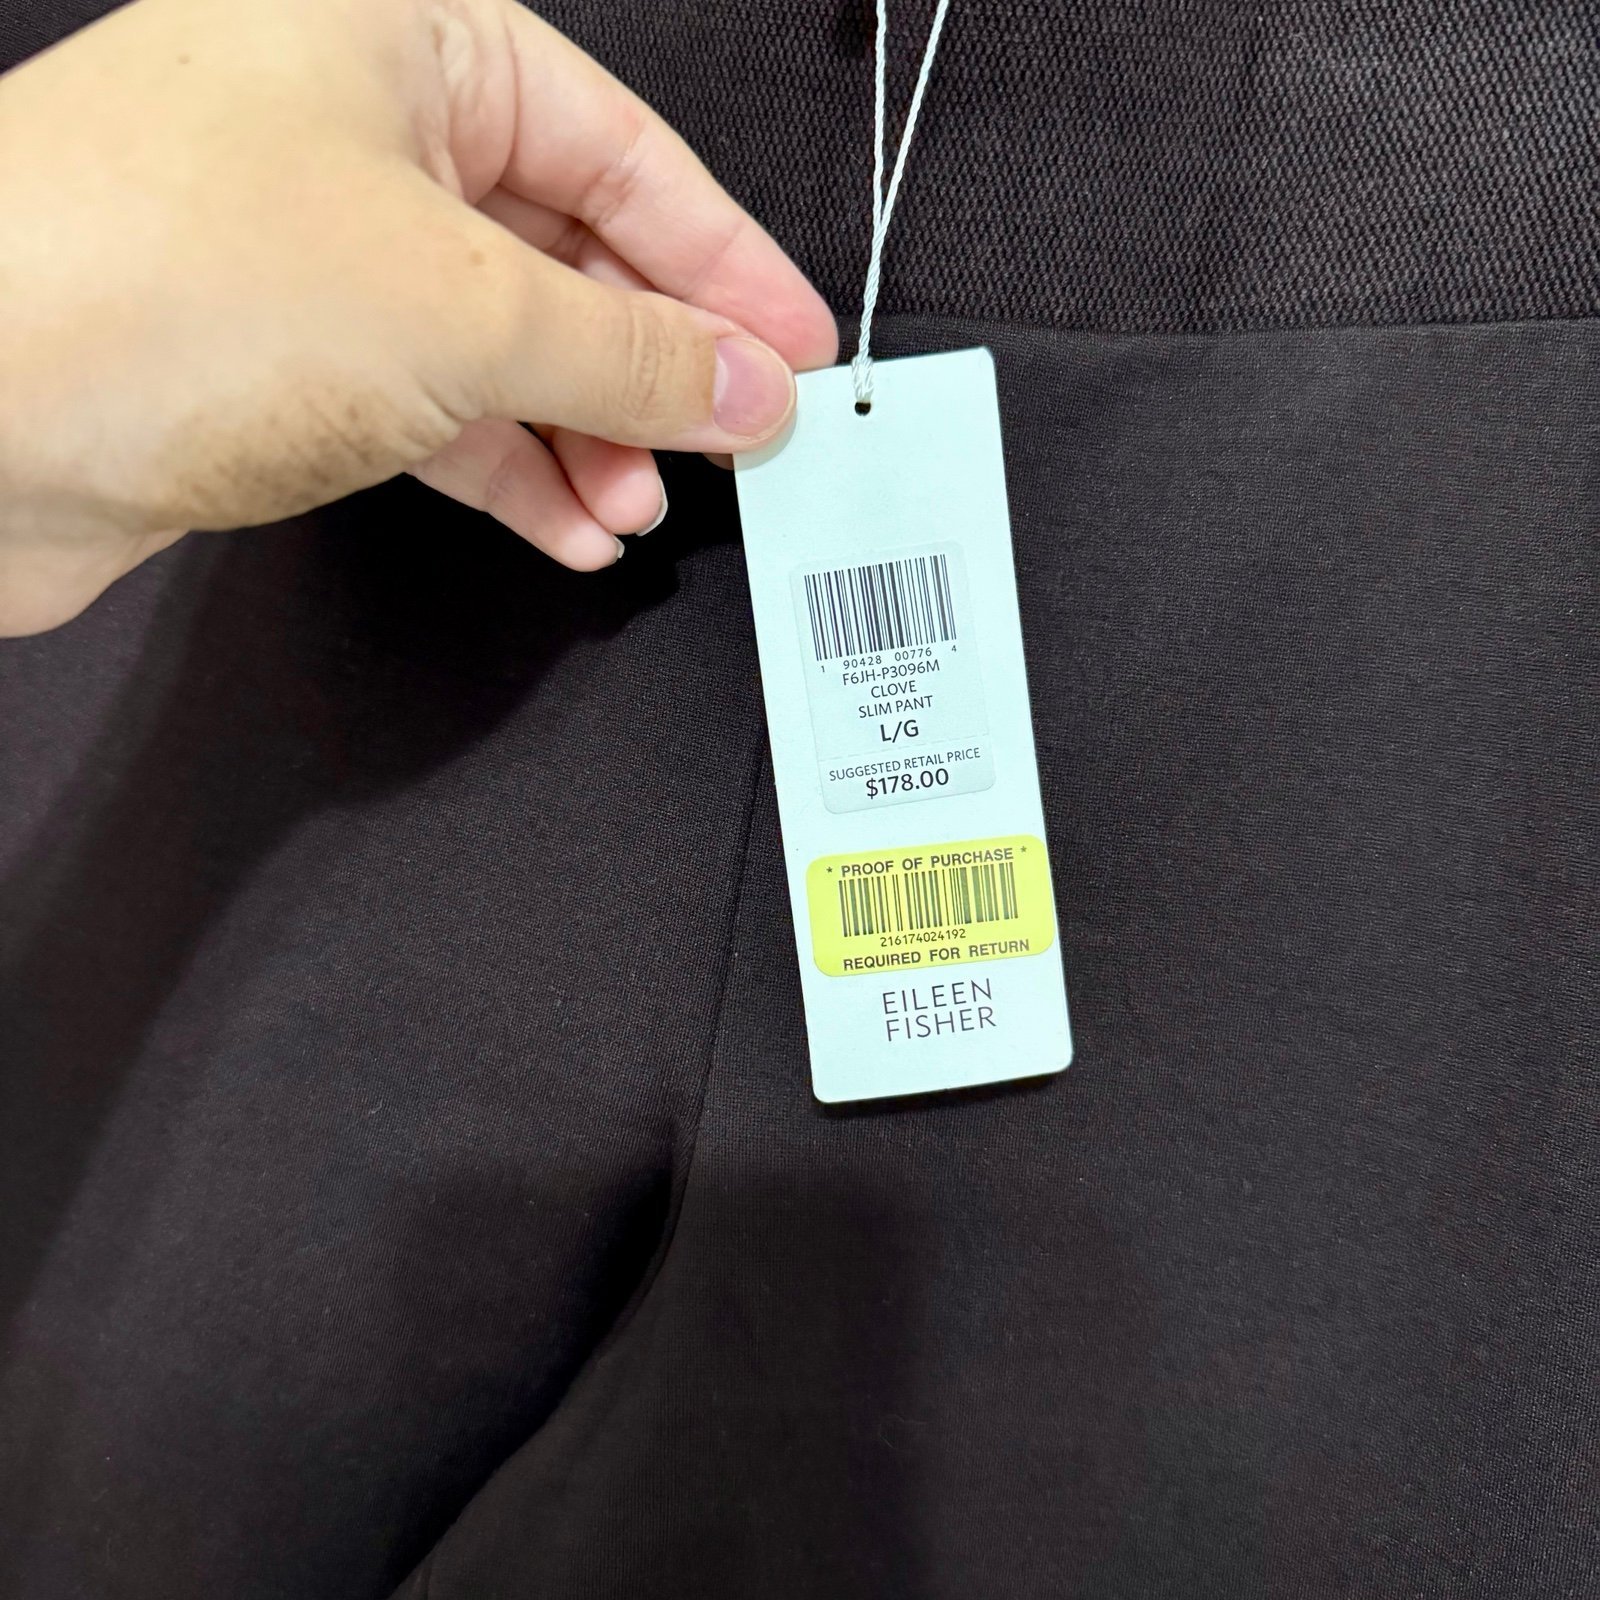 1 90428 00776 4
F6JH-P3096M
CLOVE
SLIM PANT
L/G
SUGGESTED RETAIL PRICE
$178.00
* PROOF OF PURCHASE *
216174024192
REQUIRED FOR RETURN
EILEEN
FISHER